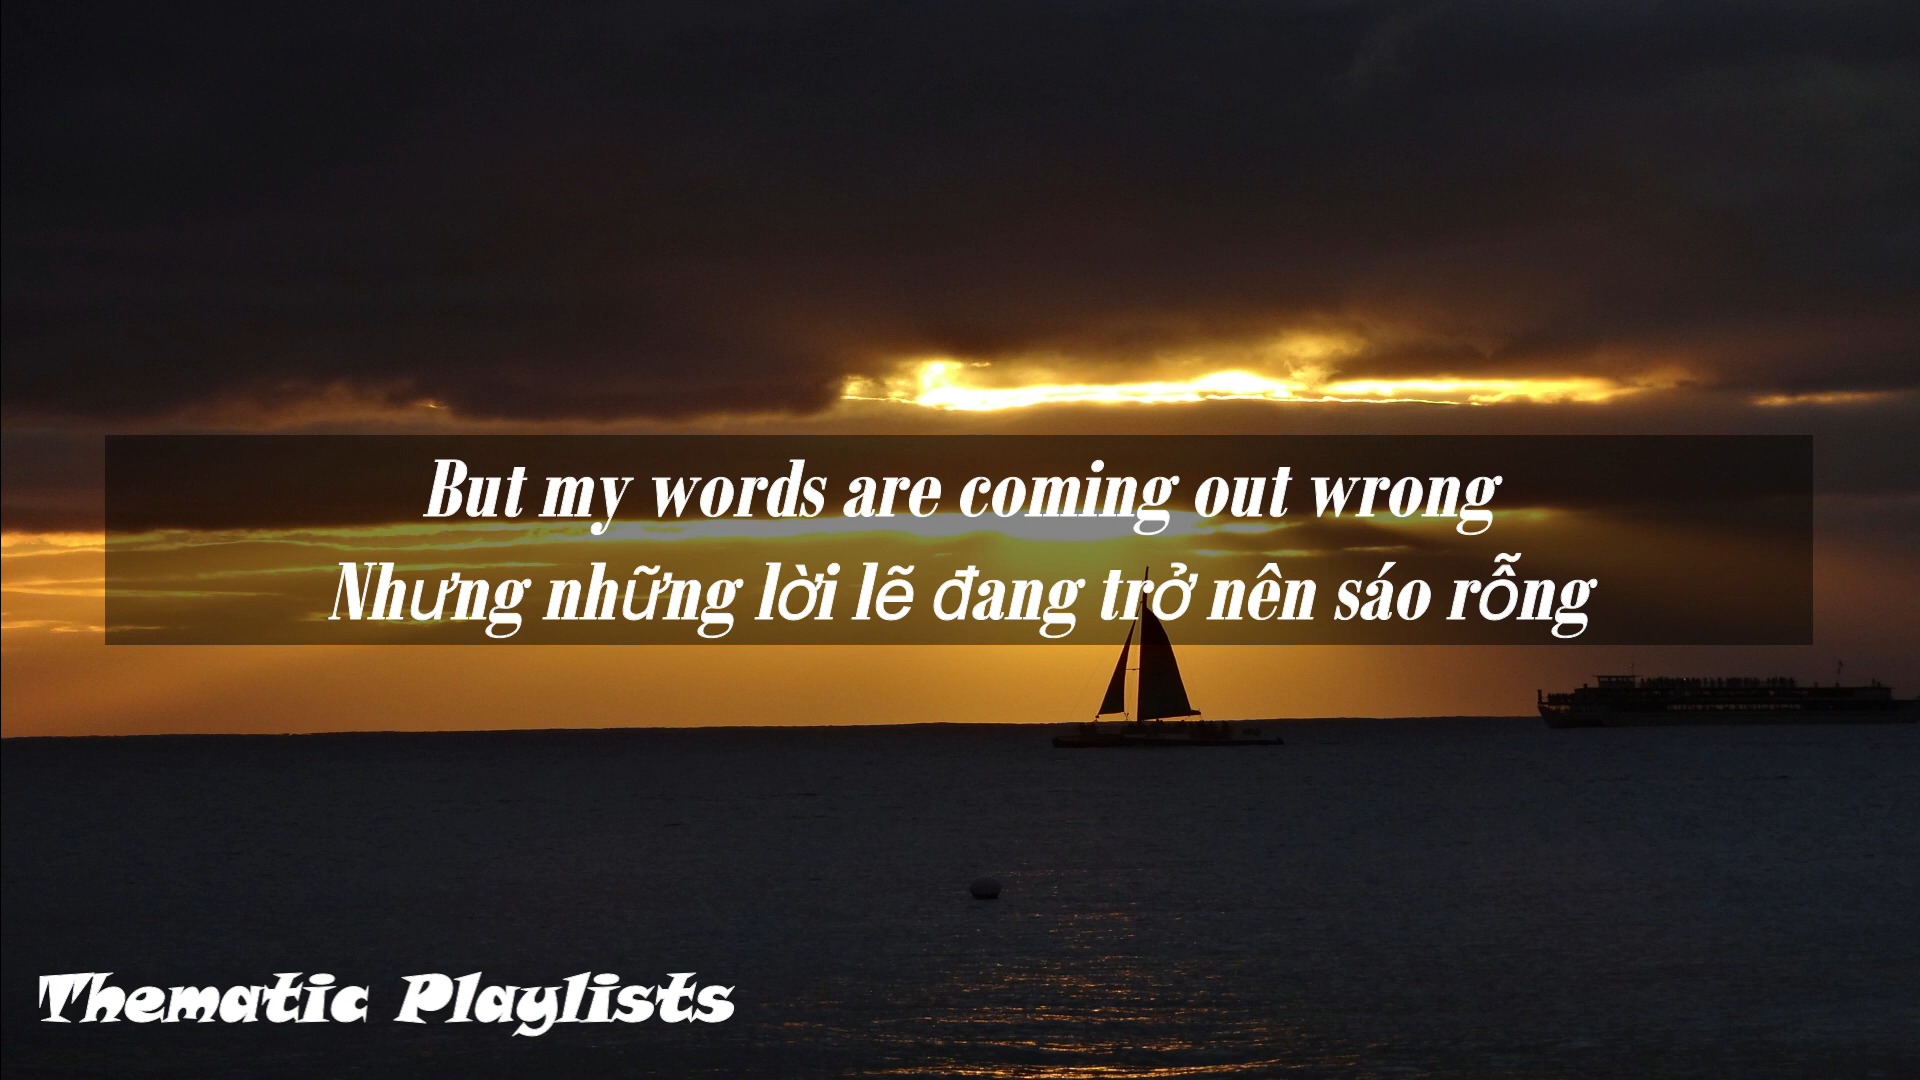 But my words are coming out wrong
Nhưng những lời lẽ đang trở nên sáo rỗng
Thematic Playlists